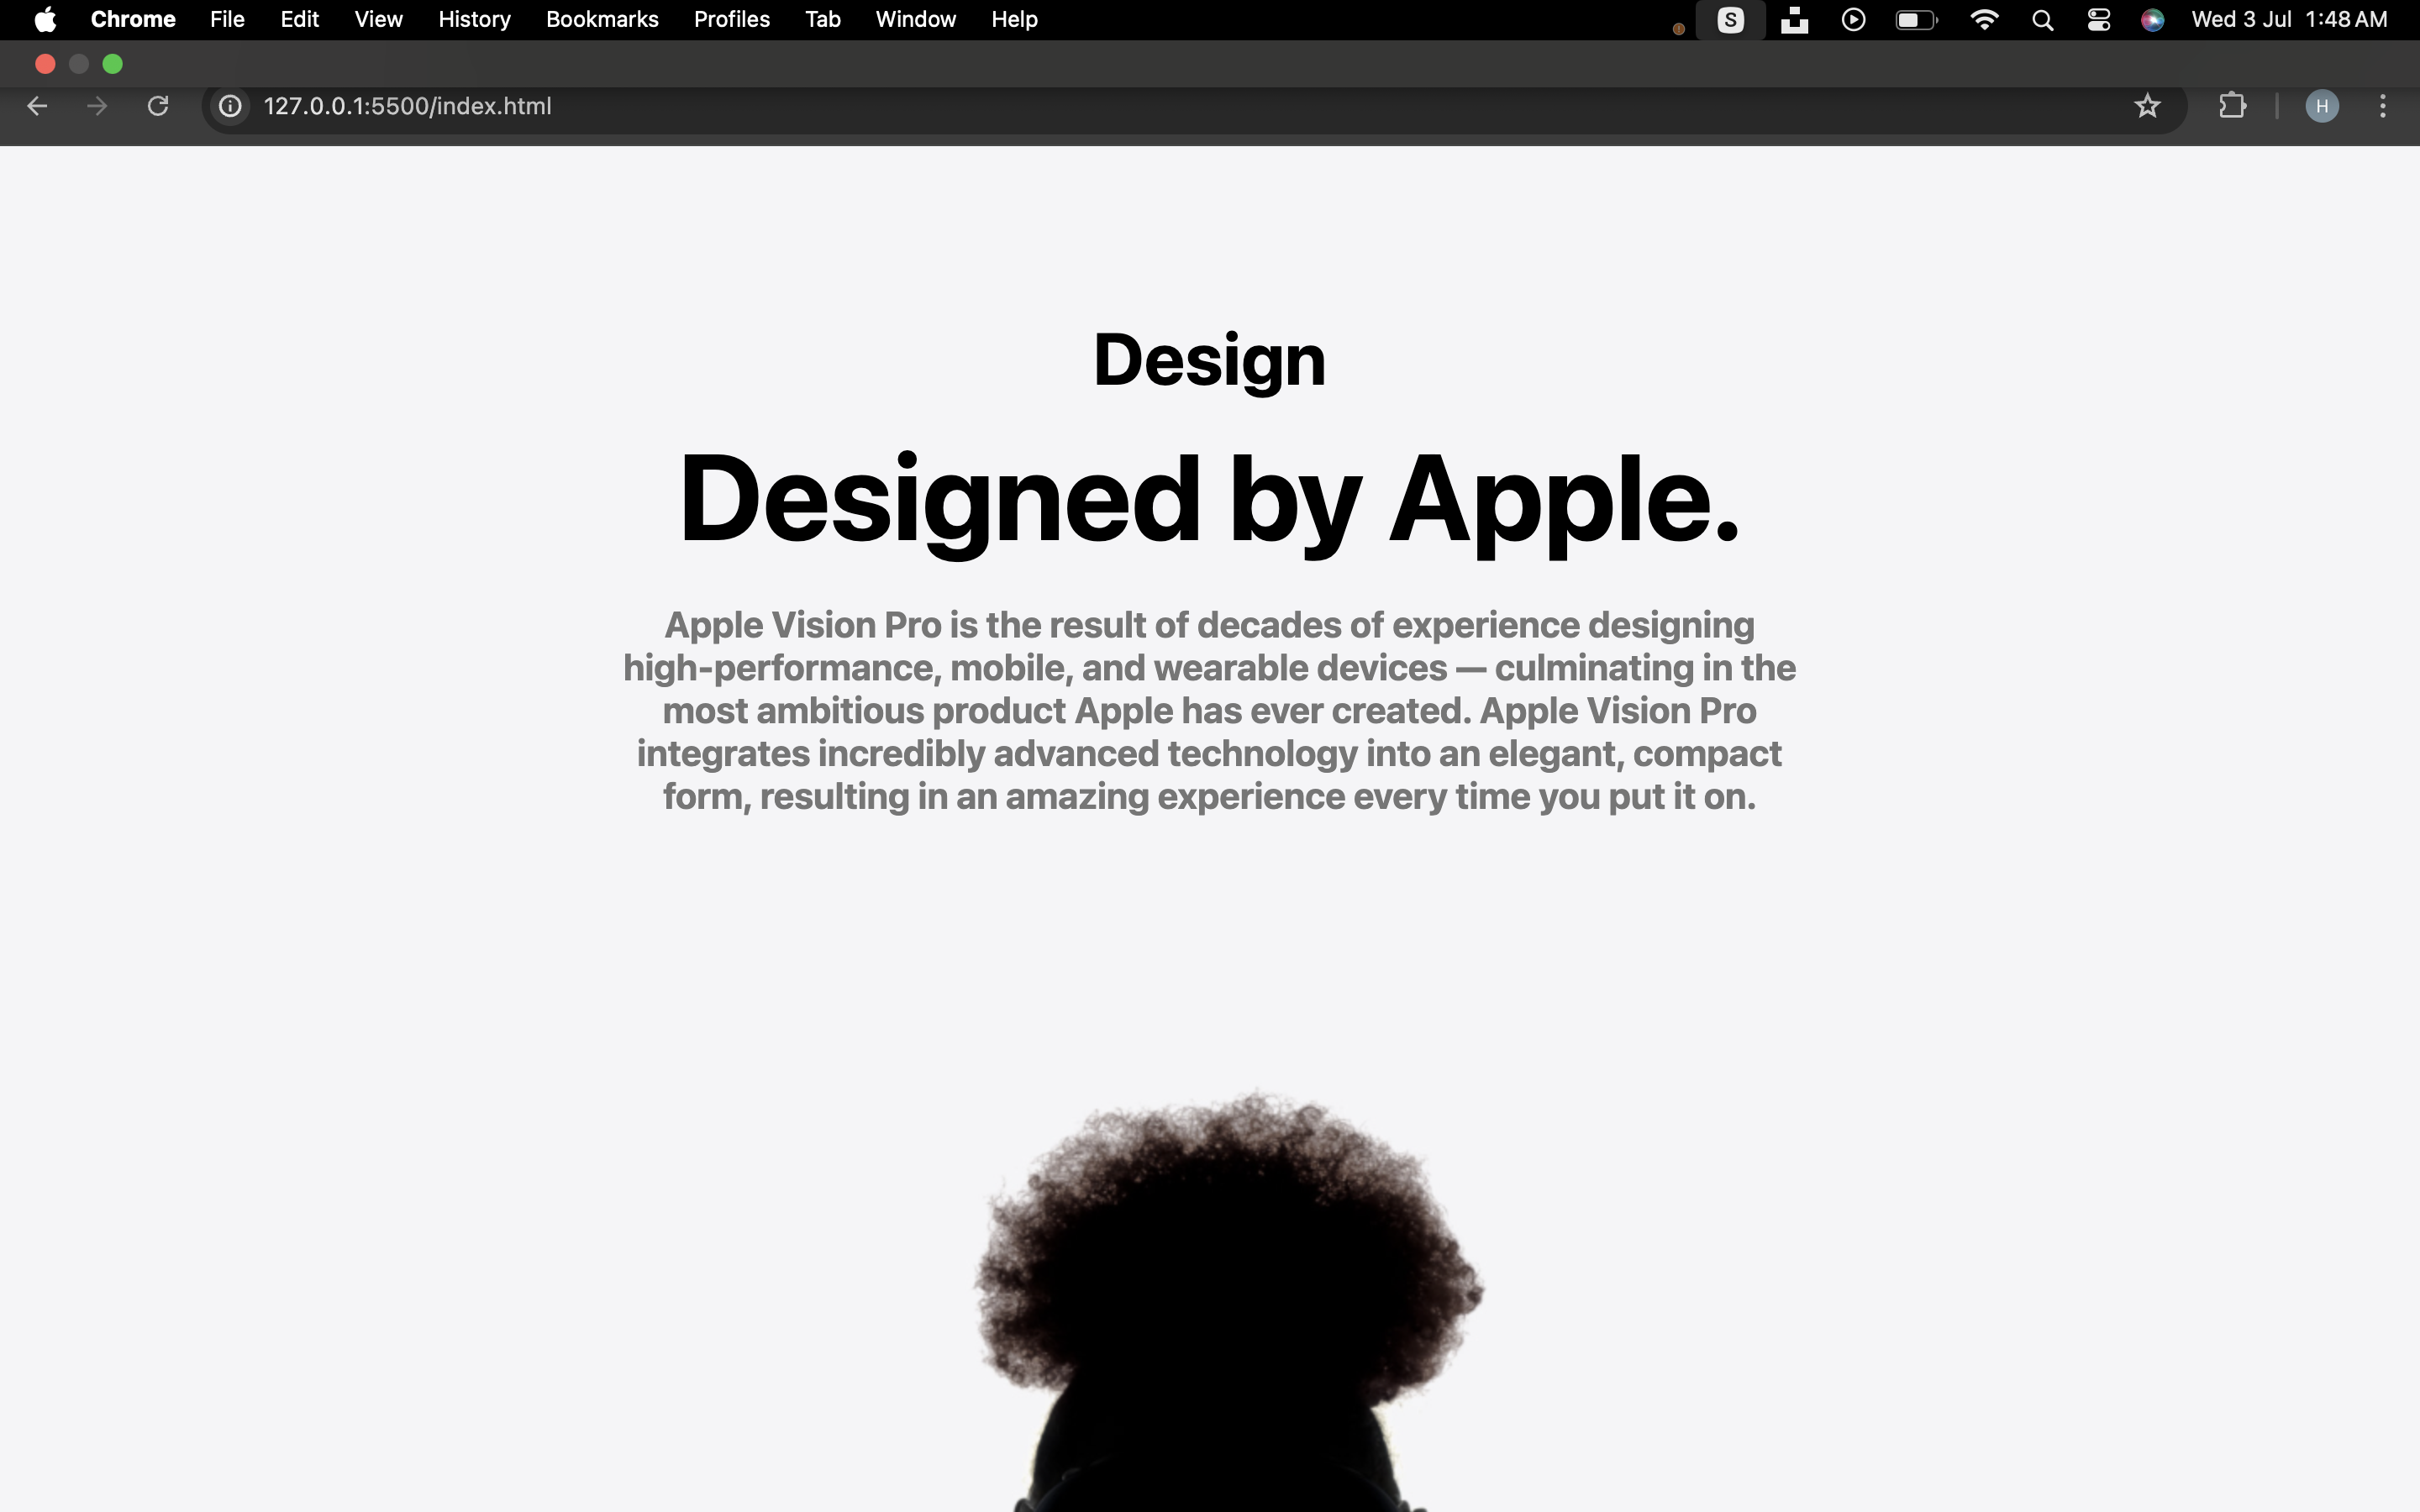 Chrome File Edit View History Bookmarks Profiles Tab Window Help S Wed 3 Jul 1:48 AM
127.0.0.1:5500/index.html H
Design
Designed by Apple.
Apple Vision Pro is the result of decades of experience designing
high-performance, mobile, and wearable devices — culminating in the
most ambitious product Apple has ever created. Apple Vision Pro
integrates incredibly advanced technology into an elegant, compact
form, resulting in an amazing experience every time you put it on.